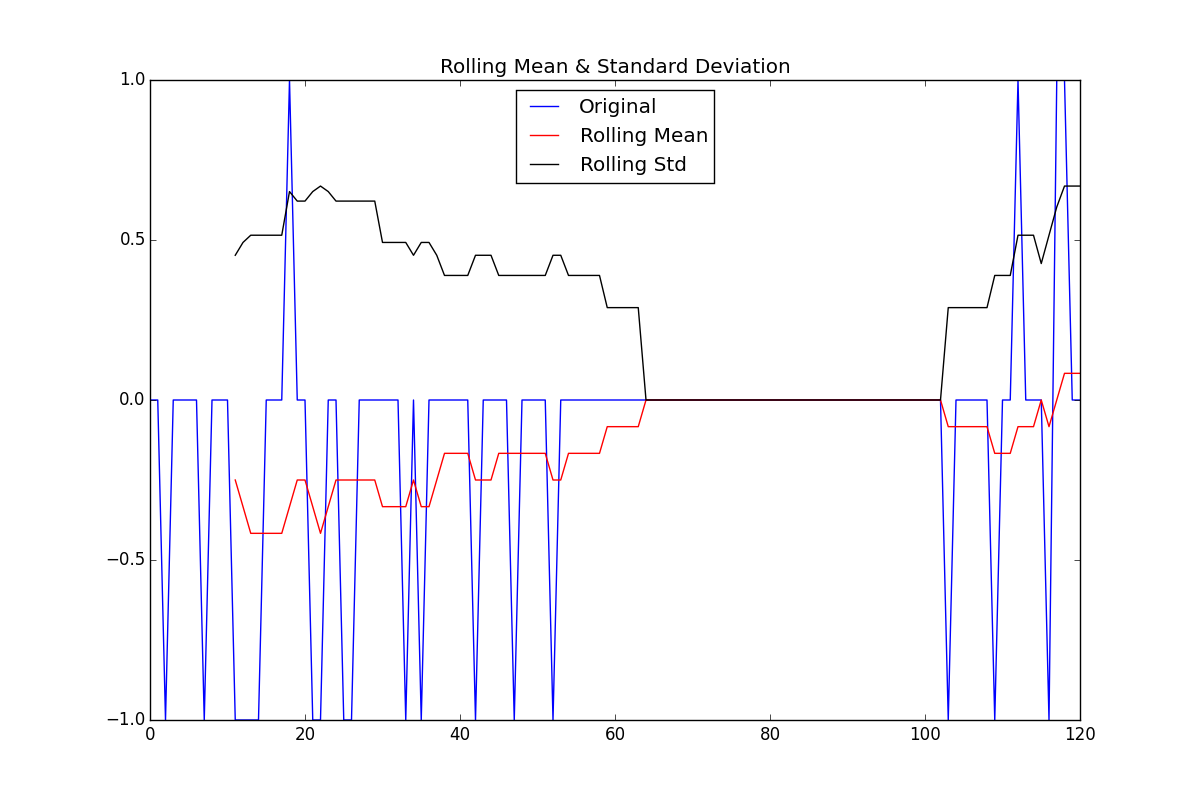 Rolling Mean & Standard Deviation
1.0
Original
Rolling Mean
Rolling Std
0.5
0.0
−0.5
−1.0
0 20 40 60 80 100 120